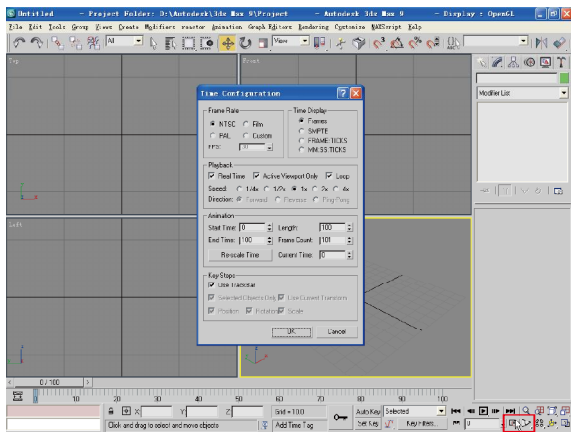 Untitled - Project Folder: D:\Autodesk\3ds Max 9\Project - Autodesk 3ds Max 9 - Display : OpenGL
File Edit Tools Group Views Create Modifiers reactor Animation Graph Editors Rendering Customize MAXScript Help
All View
Top Front
Modifier List
Time Configuration
Frame Rate Time Display
NTSC Film Frames
PAL Custom SMPTE
FPS: 30 FRAME:TICKS
MM:SS:TICKS
Playback
Real Time Active Viewport Only Loop
Speed: 1/4x 1/2x 1x 2x 4x
Direction: Forward Reverse Ping-Pong
Left
Animation
Start Time: 0 Length: 100
End Time: 100 Frame Count: 101
Re-scale Time Current Time: 0
Key Steps
Use TrackBar
Selected Objects Only Use Current Transform
Position Rotation Scale
OK Cancel
0 / 100
0 10 20 30 40 50 60 70 80 90 100
X: Y: Z: Grid = 10.0 Auto Key Selected
Click and drag to select and move objects Add Time Tag Set Key Key Filters... 0